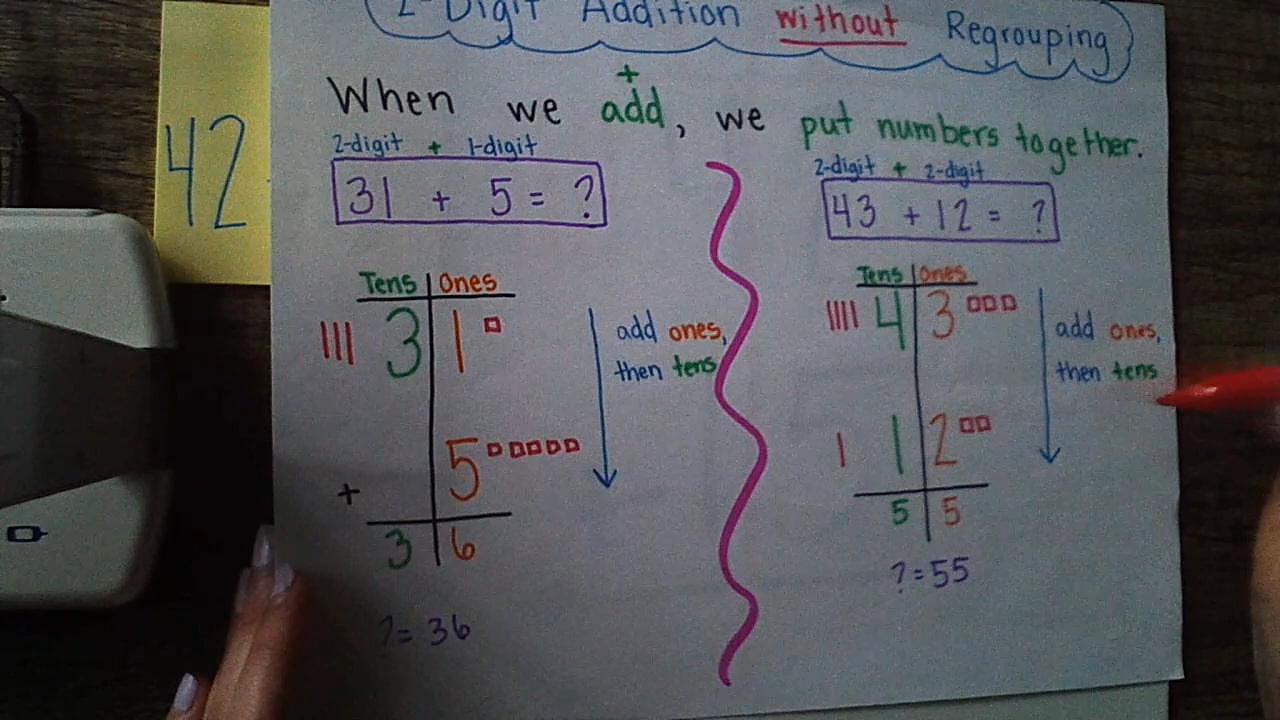 2-Digit Addition without Regrouping
42
+
When we add, we put numbers together.
2-digit + 1-digit
31 + 5 = ?
Tens Ones
3 1
5
+
3 6
? = 36
add ones,
then tens
2-digit + 2-digit
43 + 12 = ?
Tens Ones
4 3
1 2
5 5
? = 55
add ones,
then tens